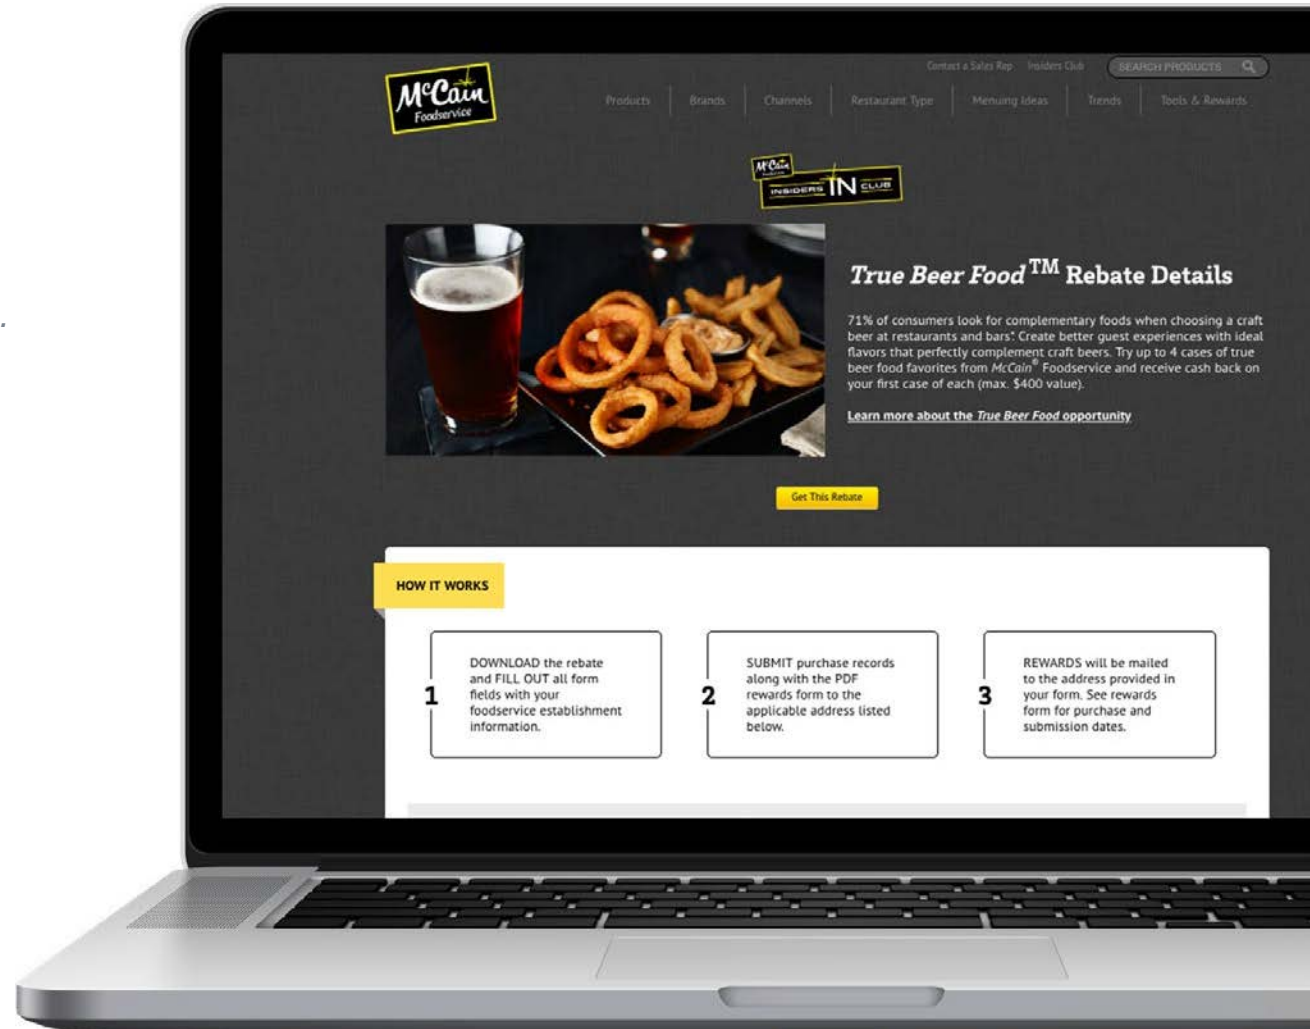 McCain
Foodservice
Contact a Sales Rep Insiders Club SEARCH PRODUCTS
Products Brands Channels Restaurant Type Menuing Ideas Trends Tools & Rewards
McCain
INSIDERS IN CLUB
True Beer Food™ Rebate Details
71% of consumers look for complementary foods when choosing a craft
beer at restaurants and bars.* Create better guest experiences with ideal
flavors that perfectly complement craft beers. Try up to 4 cases of true
beer food favorites from McCain® Foodservice and receive cash back on
your first case of each (max. $400 value).
Learn more about the True Beer Food opportunity
Get This Rebate
HOW IT WORKS
1
DOWNLOAD the rebate
and FILL OUT all form
fields with your
foodservice establishment
information.
2
SUBMIT purchase records
along with the PDF
rewards form to the
applicable address listed
below.
3
REWARDS will be mailed
to the address provided in
your form. See rewards
form for purchase and
submission dates.